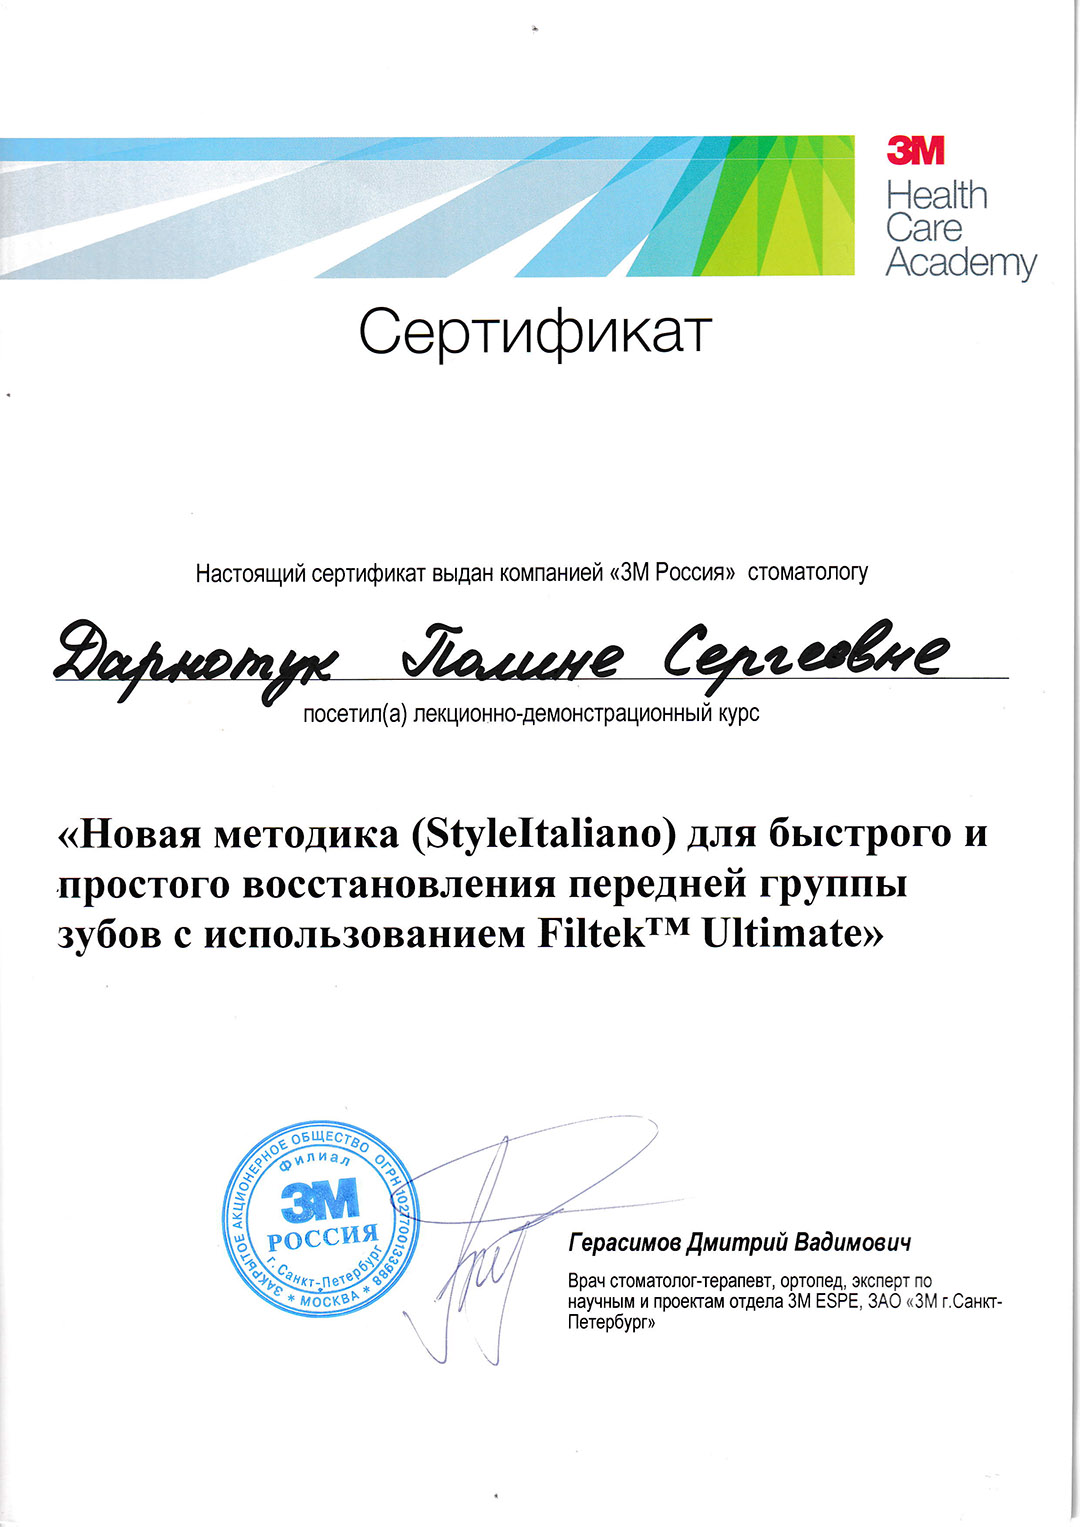 3M
Health
Care
Academy
Сертификат
Настоящий сертификат выдан компанией «3М Россия» стоматологу
Дарнотук Полине Сергеевне
посетил(а) лекционно-демонстрационный курс
«Новая методика (StyleItaliano) для быстрого и
простого восстановления передней группы
зубов с использованием Filtek™ Ultimate»
ЗАКРЫТОЕ АКЦИОНЕРНОЕ ОБЩЕСТВО ОГРН 1027700133988
* МОСКВА *
Филиал
3M
РОССИЯ
г. Санкт-Петербург
Герасимов Дмитрий Вадимович
Врач стоматолог-терапевт, ортопед, эксперт по
научным и проектам отдела 3М ESPE, ЗАО «3М г.Санкт-
Петербург»